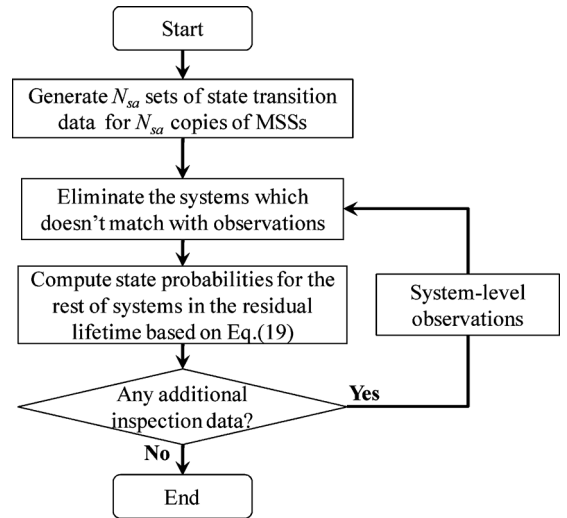 Start
Generate Nsa sets of state transition
data for Nsa copies of MSSs
Eliminate the systems which
doesn't match with observations
Compute state probabilities for the
rest of systems in the residual
lifetime based on Eq.(19)
System-level
observations
Any additional
inspection data?
Yes
No
End